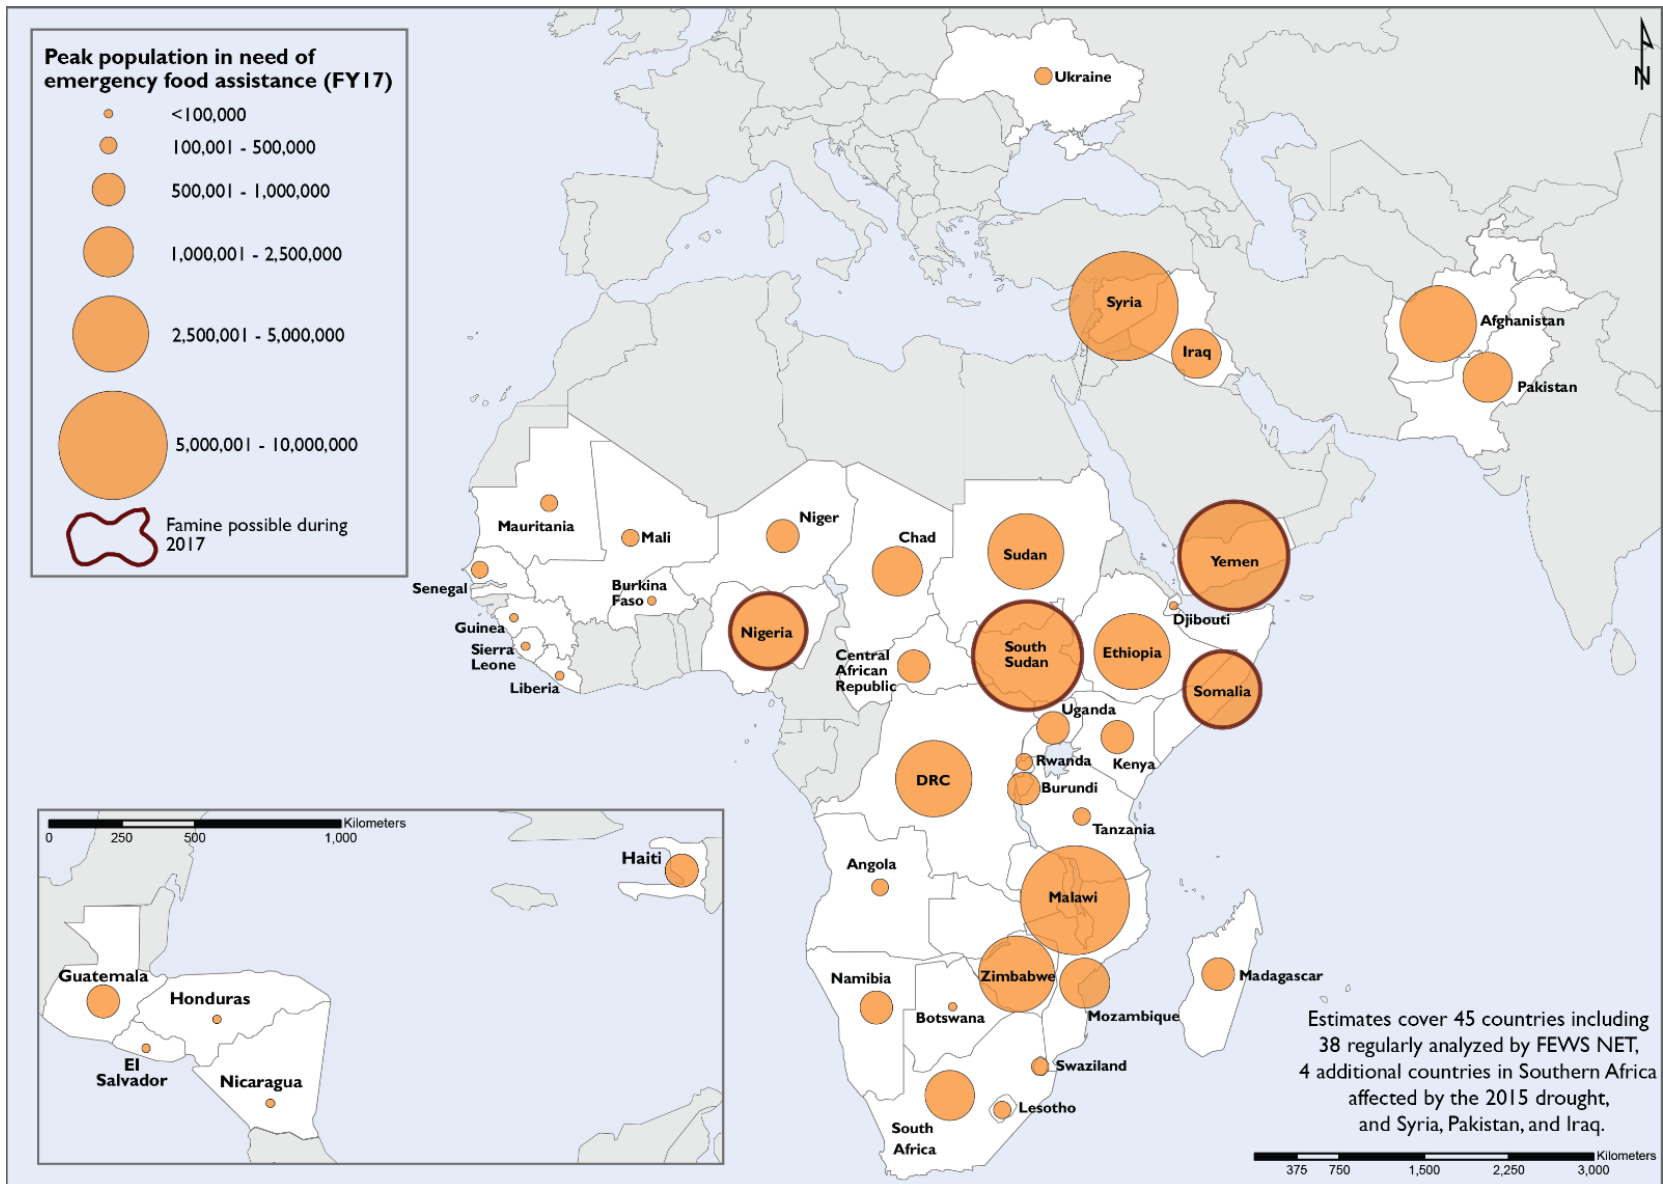 Peak population in need of
emergency food assistance (FY17)
<100,000
100,001 - 500,000
500,001 - 1,000,000
1,000,001 - 2,500,000
2,500,001 - 5,000,000
5,000,001 - 10,000,000
Famine possible during
2017
N
Ukraine
Syria
Iraq
Afghanistan
Pakistan
Mauritania
Mali
Niger
Chad
Sudan
Yemen
Senegal
Burkina
Faso
Djibouti
Guinea
Nigeria
Sierra
Leone
Central
African
Republic
South
Sudan
Ethiopia
Liberia
Somalia
Uganda
Kenya
Rwanda
DRC
Burundi
Tanzania
Angola
Malawi
Namibia
Zimbabwe
Madagascar
Botswana
Mozambique
Swaziland
Lesotho
South
Africa
Kilometers
0 250 500 1,000
Haiti
Guatemala
Honduras
El
Salvador
Nicaragua
Estimates cover 45 countries including
38 regularly analyzed by FEWS NET,
4 additional countries in Southern Africa
affected by the 2015 drought,
and Syria, Pakistan, and Iraq.
Kilometers
375 750 1,500 2,250 3,000